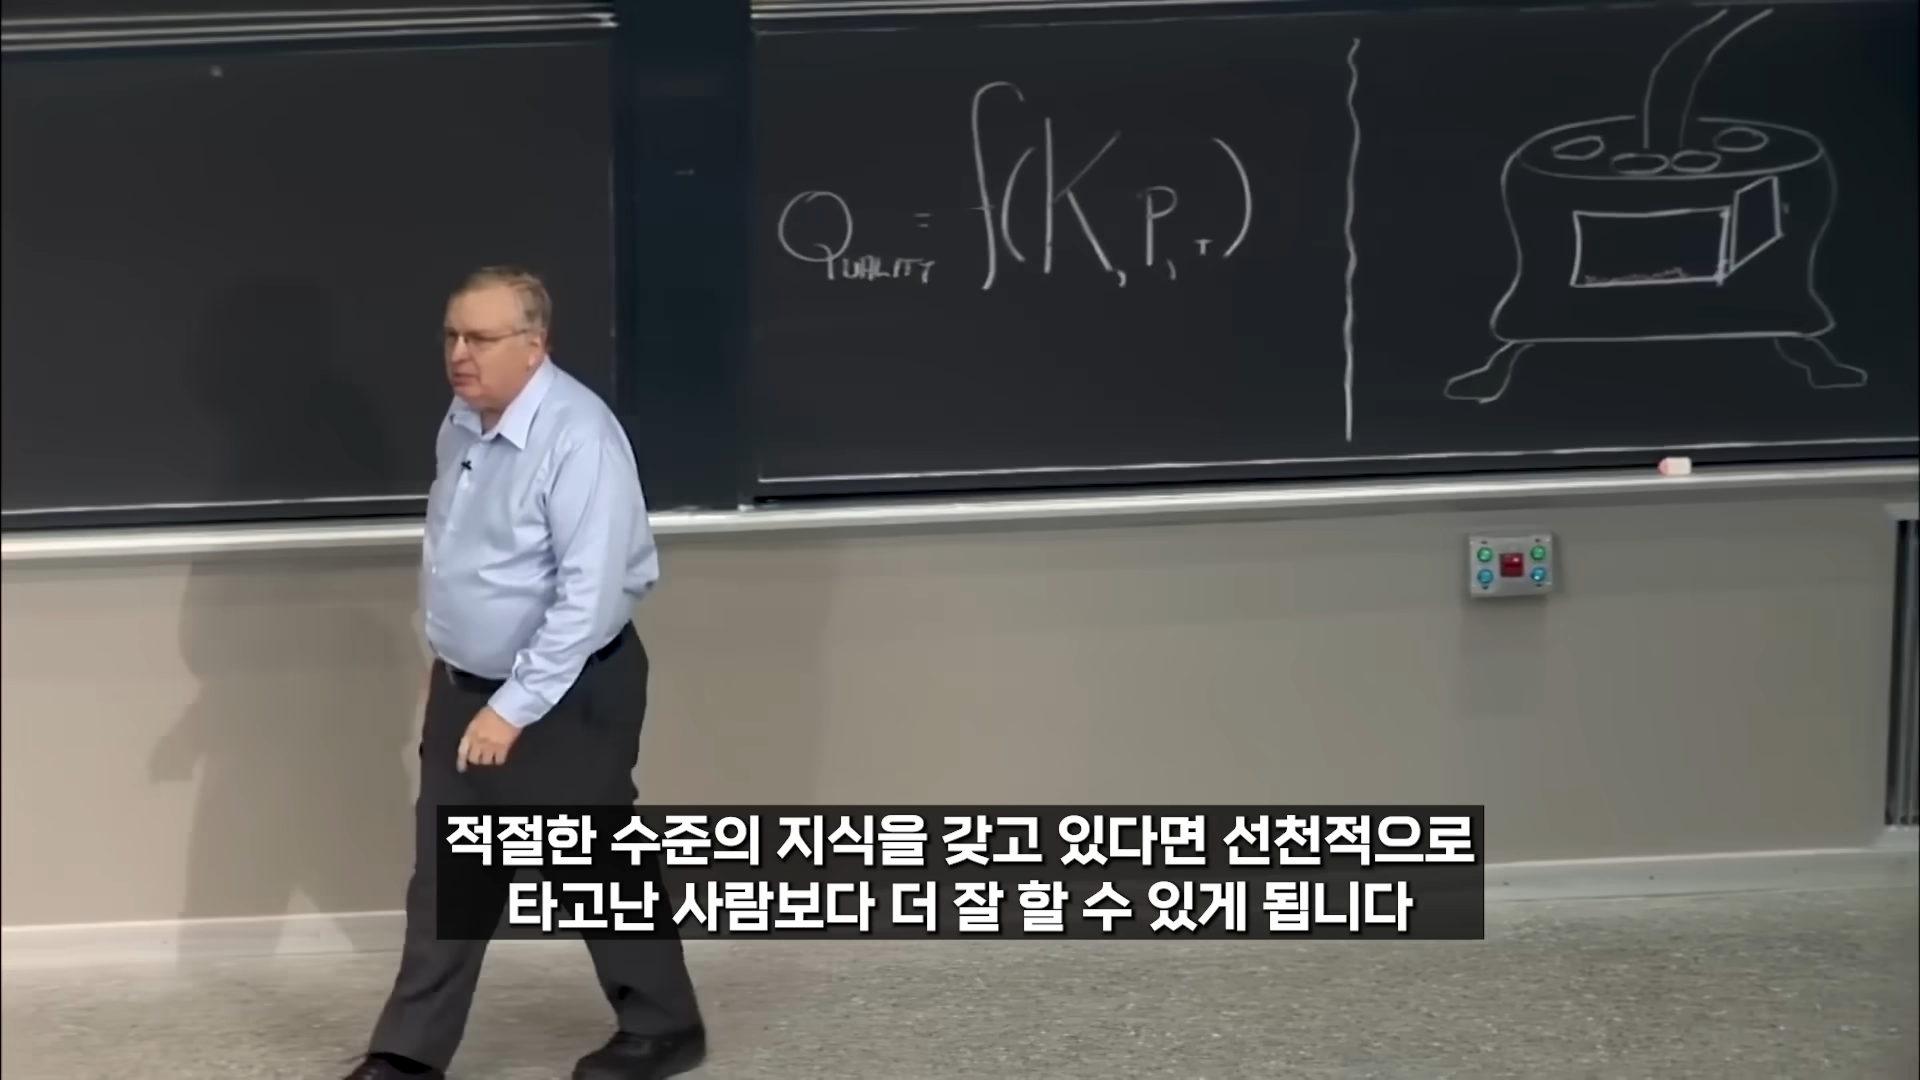 QUALITY = f(K, P, T)
적절한 수준의 지식을 갖고 있다면 선천적으로
타고난 사람보다 더 잘 할 수 있게 됩니다